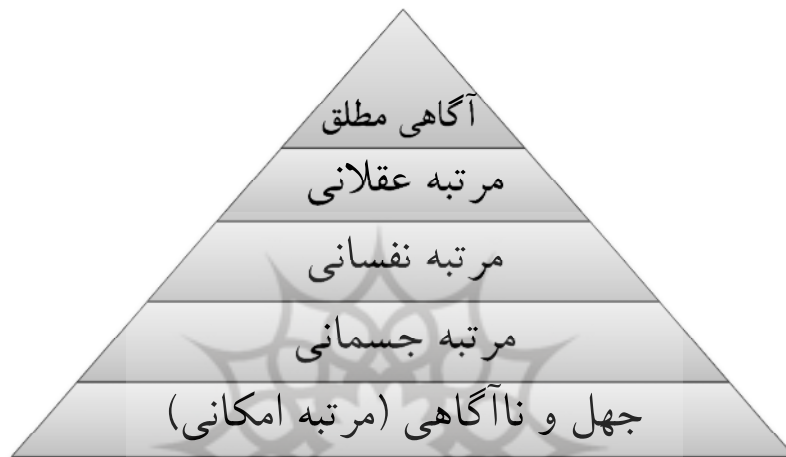 آگاهی مطلق
مرتبه عقلانی
مرتبه نفسانی
مرتبه جسمانی
جهل و ناآگاهی (مرتبه امکانی)